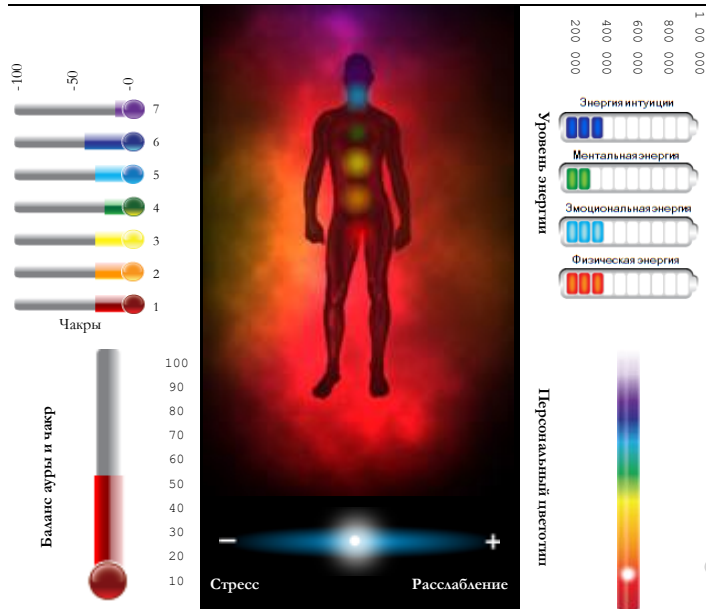 -100
-50
-0
7
6
5
4
3
2
1
Чакры
Баланс ауры и чакр
100
90
80
70
60
50
40
30
20
10
− +
Стресс Расслабление
200 000
400 000
600 000
800 000
1 00 000
Уровень энергии
Энергия интуиции
Ментальная энергия
Эмоциональная энергия
Физическая энергия
Персональный цветотип